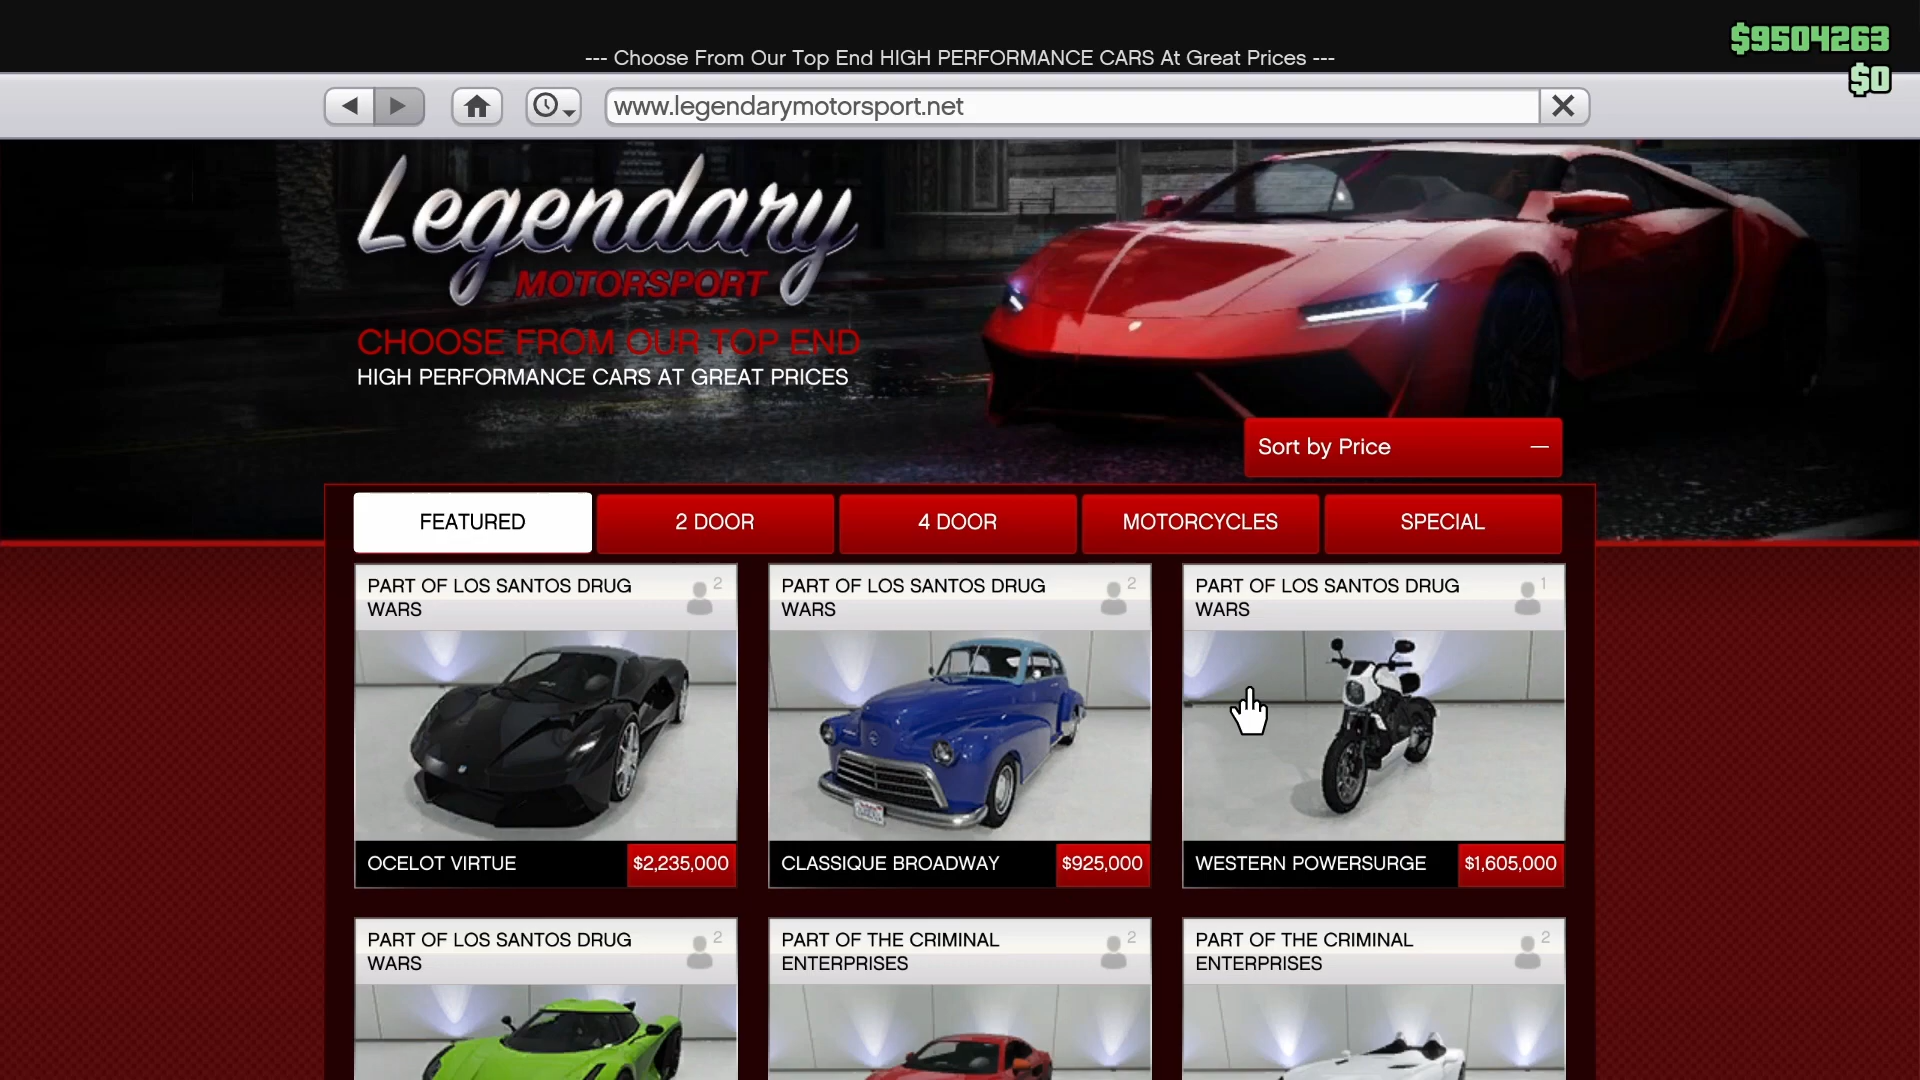 $9504263
$0
--- Choose From Our Top End HIGH PERFORMANCE CARS At Great Prices ---
www.legendarymotorsport.net
Legendary
MOTORSPORT
CHOOSE FROM OUR TOP END
HIGH PERFORMANCE CARS AT GREAT PRICES
Sort by Price
FEATURED
2 DOOR
4 DOOR
MOTORCYCLES
SPECIAL
PART OF LOS SANTOS DRUG
WARS
2
OCELOT VIRTUE
$2,235,000
PART OF LOS SANTOS DRUG
WARS
2
CLASSIQUE BROADWAY
$925,000
PART OF LOS SANTOS DRUG
WARS
1
WESTERN POWERSURGE
$1,605,000
PART OF LOS SANTOS DRUG
WARS
2
PART OF THE CRIMINAL
ENTERPRISES
2
PART OF THE CRIMINAL
ENTERPRISES
2